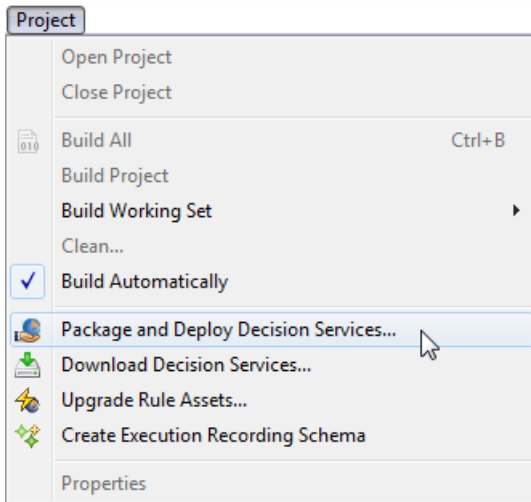 Project
Open Project
Close Project
010
Build All Ctrl+B
Build Project
Build Working Set
Clean...
Build Automatically
Package and Deploy Decision Services...
Download Decision Services...
Upgrade Rule Assets...
Create Execution Recording Schema
Properties